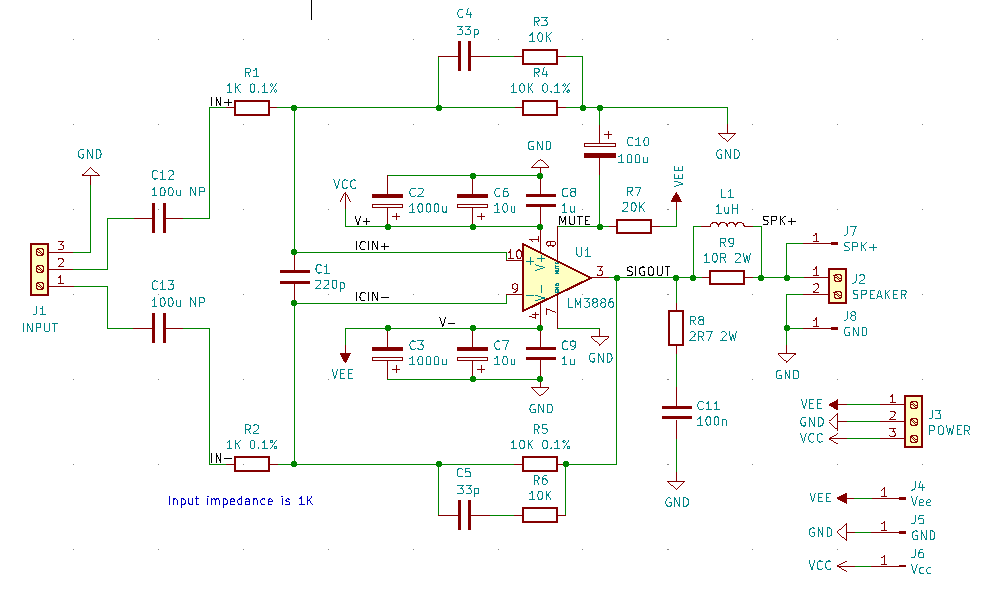 C4
33p
R3
10K
R1
1K 0.1%
IN+
R4
10K 0.1%
GND
C10
100u
+
GND
GND
C12
100u NP
VCC
C2
1000u
+
C6
10u
+
C8
1u
R7
20K
VEE
L1
1uH
SPK+
V+
MUTE
J7
1
SPK+
ICIN+
10
1
8
U1
R9
10R 2W
3
2
1
C1
220p
+
V+
MUTE
3
SIGOUT
1
2
J2
SPEAKER
C13
100u NP
ICIN-
9
-
V-
GND
4
7
LM3886
J1
INPUT
V-
R8
2R7 2W
1
J8
GND
C3
1000u
+
C7
10u
+
C9
1u
GND
VEE
GND
GND
C11
100n
VEE
1
GND
2
VCC
3
J3
POWER
R2
1K 0.1%
IN-
R5
10K 0.1%
C5
33p
R6
10K
GND
Input impedance is 1K
VEE
1
J4
Vee
GND
1
J5
GND
VCC
1
J6
Vcc